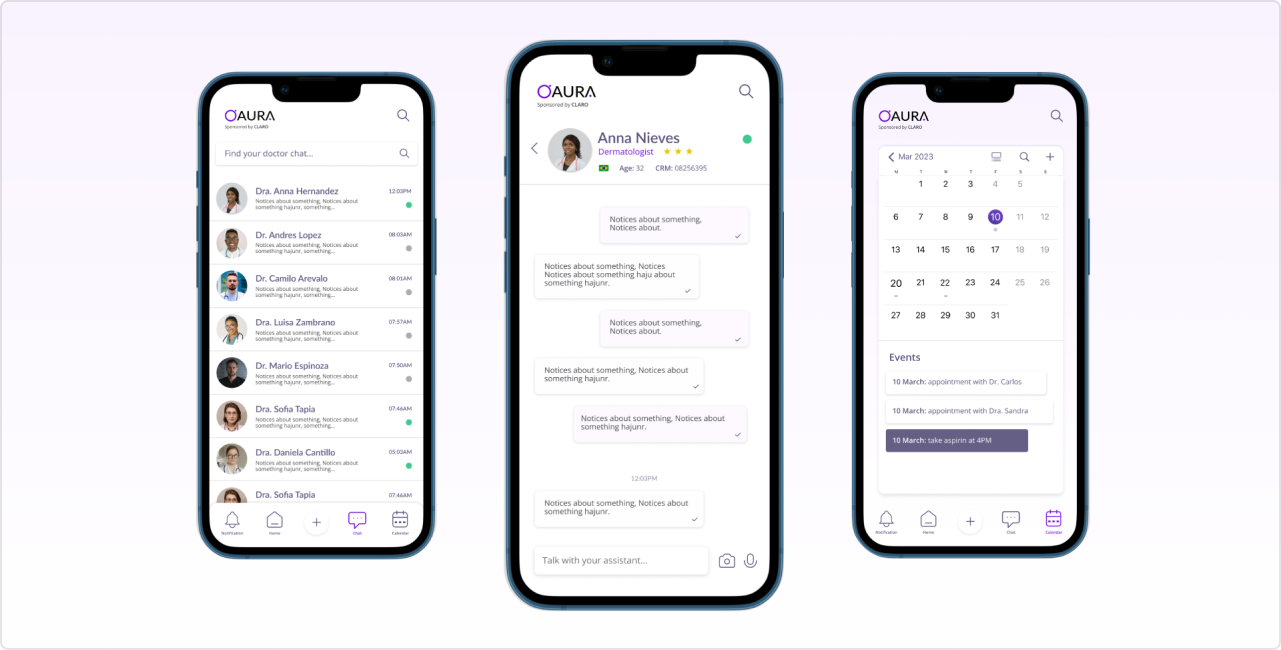 AURA
Sponsored by CLARO
Find your doctor chat...
Dra. Anna Hernandez
12:03PM
Notices about something, Notices about
something hajunr, something...
Dr. Andres Lopez
08:03AM
Notices about something, Notices about
something hajunr, something...
Dr. Camilo Arevalo
08:01AM
Notices about something, Notices about
something hajunr, something...
Dra. Luisa Zambrano
07:57AM
Notices about something, Notices about
something hajunr, something...
Dr. Mario Espinoza
07:50AM
Notices about something, Notices about
something hajunr, something...
Dra. Sofia Tapia
07:46AM
Notices about something, Notices about
something hajunr, something...
Dra. Daniela Cantillo
05:03AM
Notices about something, Notices about
something hajunr, something...
Dra. Sofia Tapia
07:46AM
Notification
Home
Chat
Calendar
AURA
Sponsored by CLARO
Anna Nieves
Dermatologist
Age: 32 CRM: 08256395
Notices about something,
Notices about.
Notices about something, Notices
Notices about something haju about
something hajunr.
Notices about something,
Notices about.
Notices about something, Notices about
something hajunr.
Notices about something, Notices about
something hajunr.
12:03PM
Notices about something, Notices about
something hajunr.
Talk with your assistant...
AURA
Sponsored by CLARO
Mar 2023
M T W T F S S
1 2 3 4 5
6 7 8 9 10 11 12
13 14 15 16 17 18 19
20 21 22 23 24 25 26
27 28 29 30 31
Events
10 March: appointment with Dr. Carlos
10 March: appointment with Dra. Sandra
10 March: take aspirin at 4PM
Notification
Home
Chat
Calendar